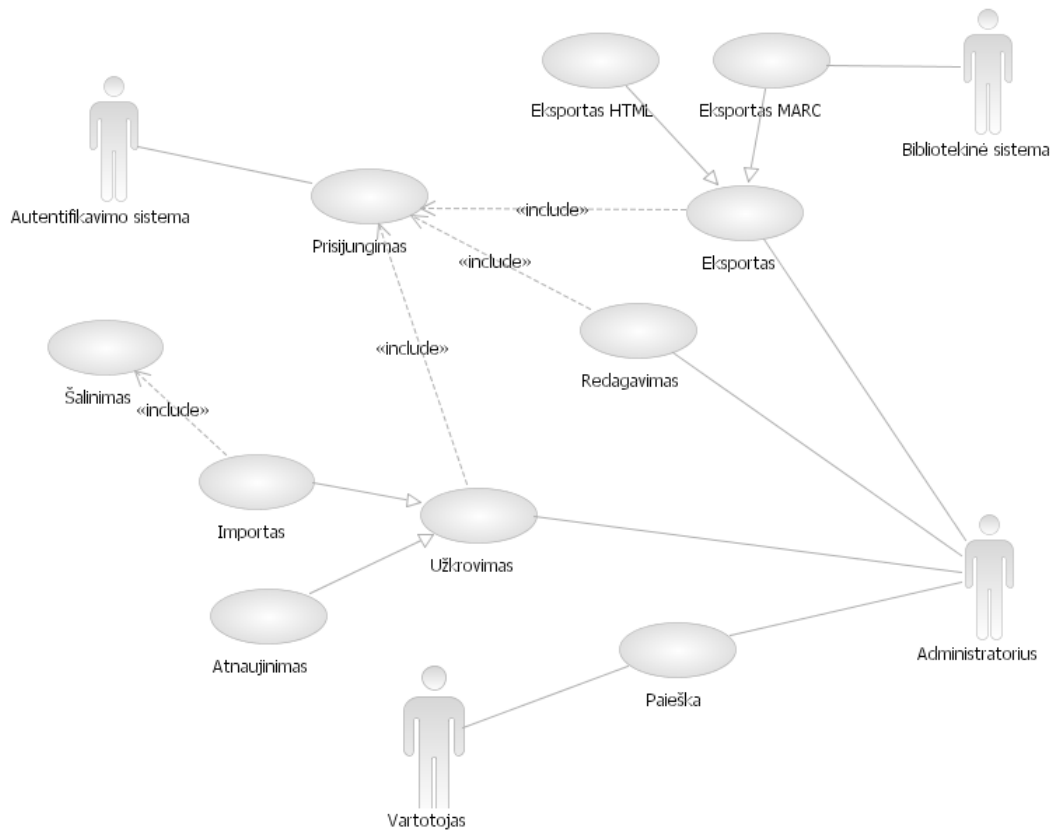 Eksportas HTML
Eksportas MARC
Bibliotekinė sistema
Autentifikavimo sistema
Prisijungimas
«include»
Eksportas
«include»
«include»
Redagavimas
Šalinimas
«include»
Importas
Užkrovimas
Atnaujinimas
Administratorius
Paieška
Vartotojas